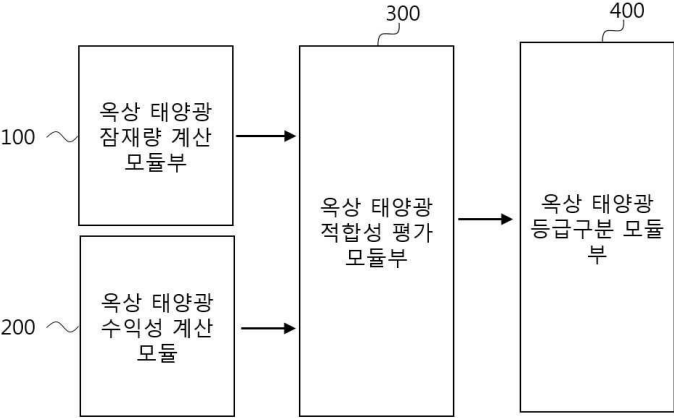 300
400
100
옥상 태양광
잠재량 계산
모듈부
옥상 태양광
적합성 평가
모듈부
옥상 태양광
등급구분 모듈
부
200
옥상 태양광
수익성 계산
모듈